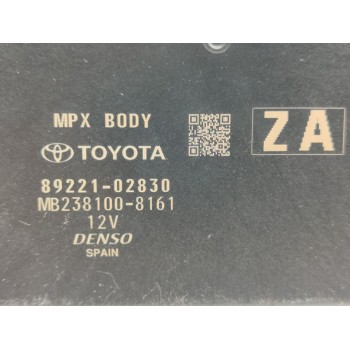 MPX BODY
ZA
TOYOTA
89221-02830
MB238100-8161
12V
DENSO
SPAIN